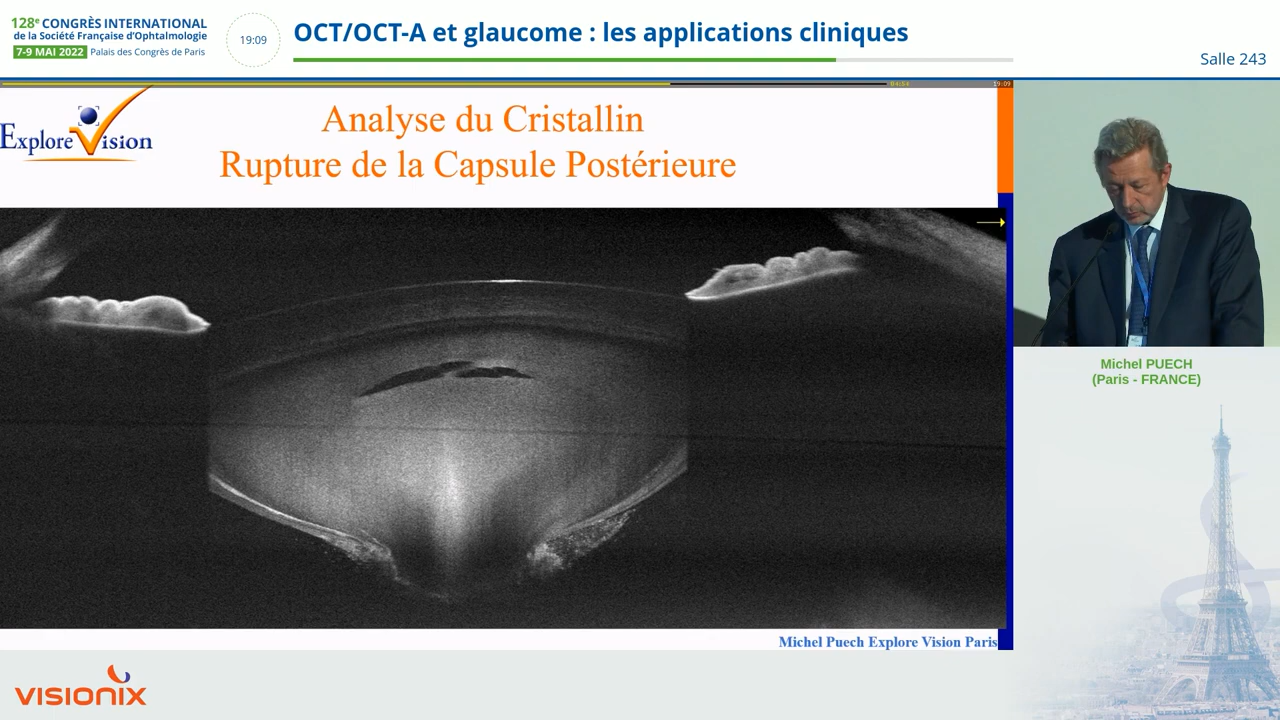 128e CONGRÈS INTERNATIONAL
de la Société Française d'Ophtalmologie
7-9 MAI 2022 Palais des Congrès de Paris
19:09
OCT/OCT-A et glaucome : les applications cliniques
Salle 243
19:09
Explore Vision
Analyse du Cristallin
Rupture de la Capsule Postérieure
Michel PUECH
(Paris - FRANCE)
Michel Puech Explore Vision Paris
VISIONIX